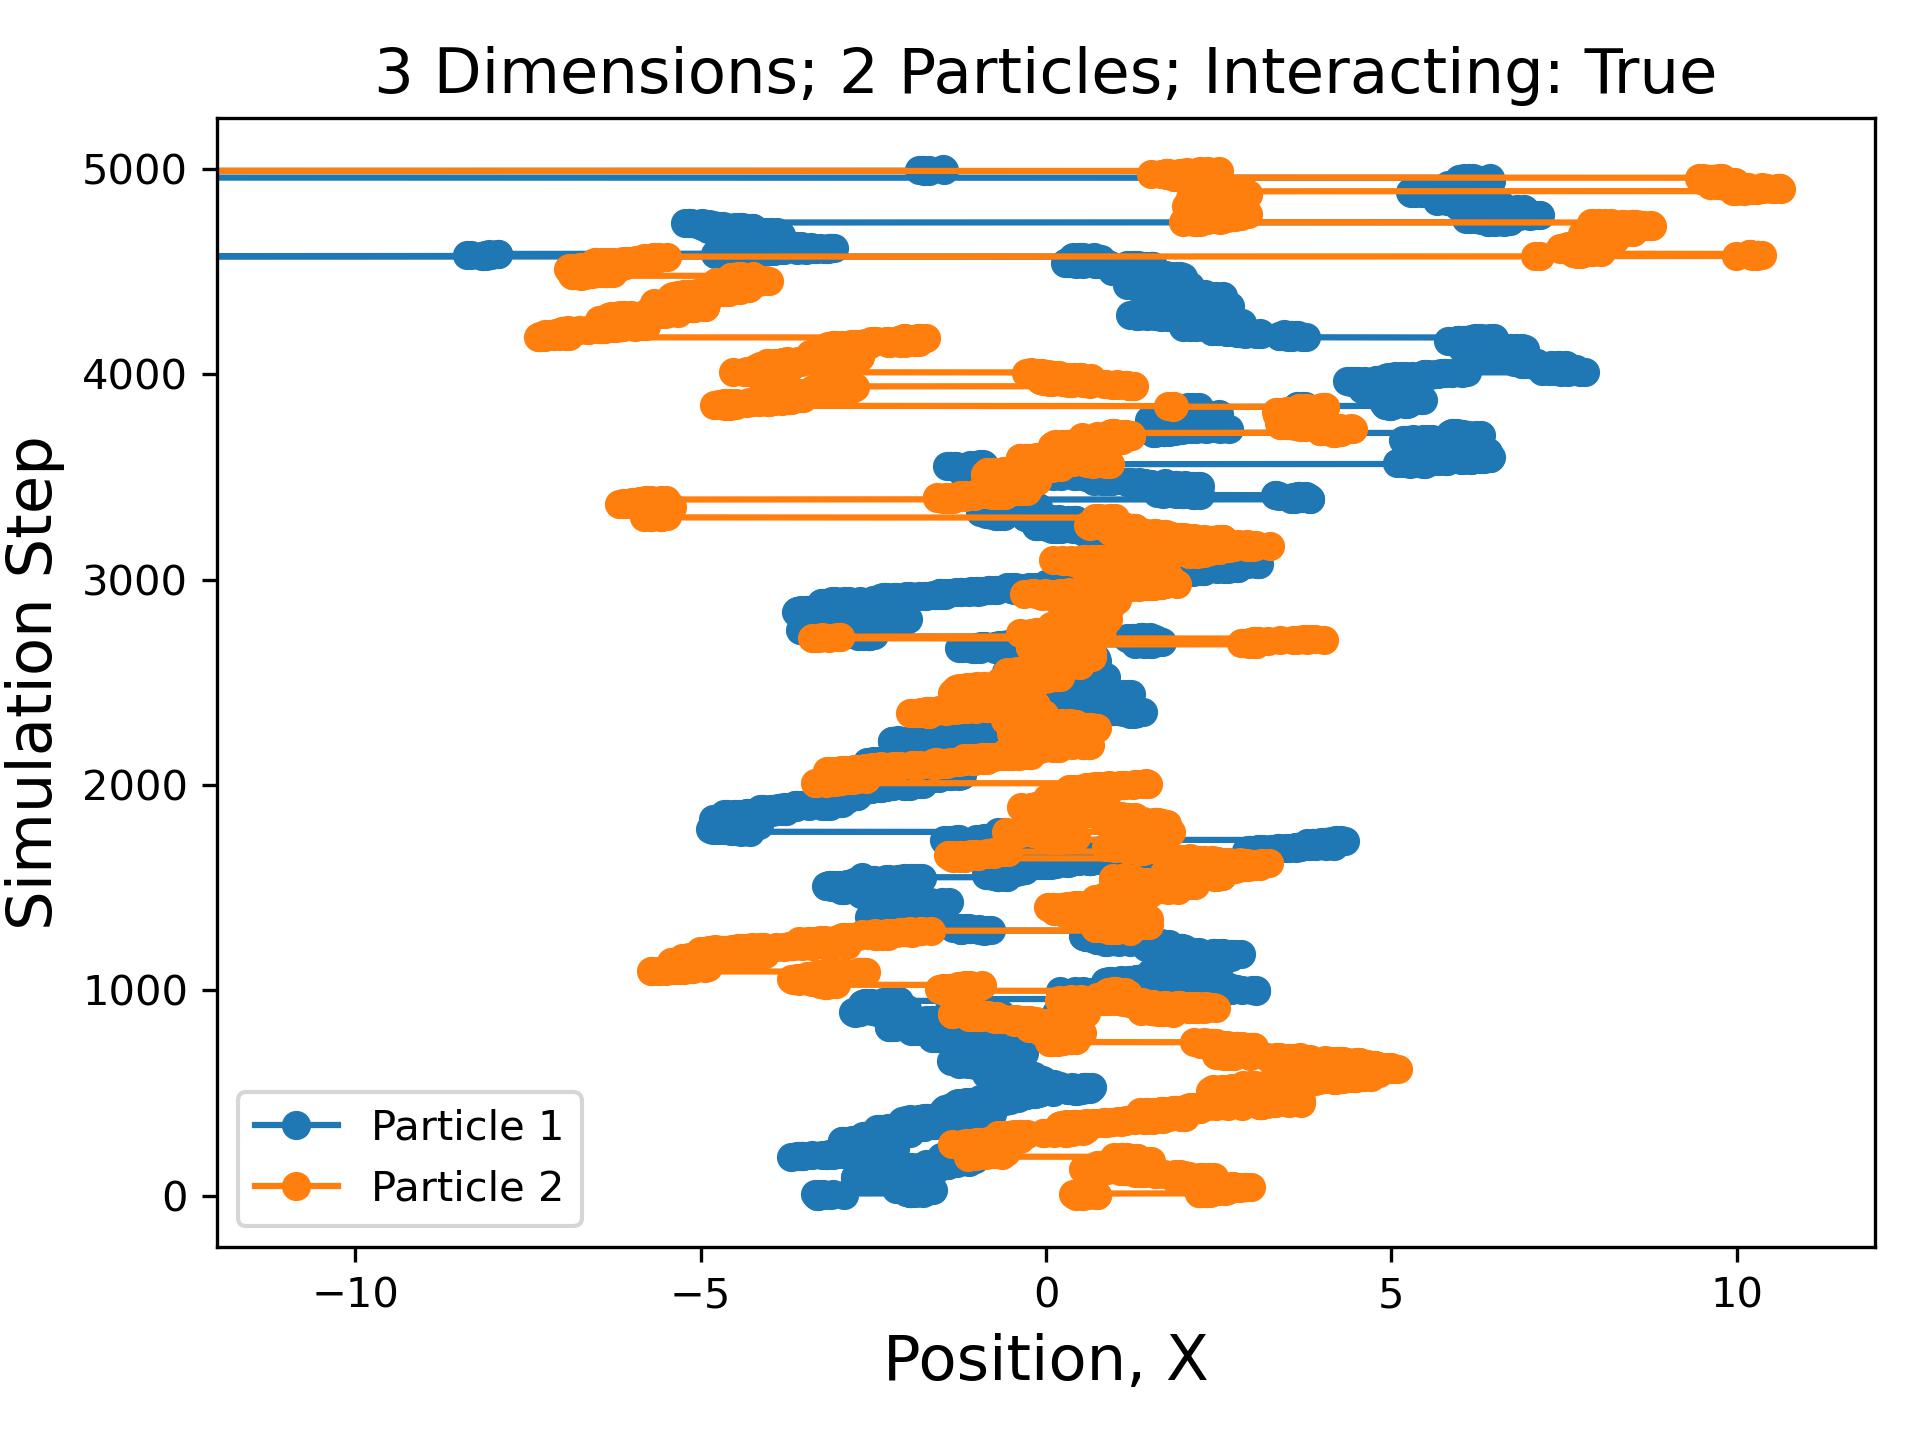 3 Dimensions; 2 Particles; Interacting: True
Simulation Step
5000
4000
3000
2000
1000
0
Particle 1
Particle 2
−10 −5 0 5 10
Position, X